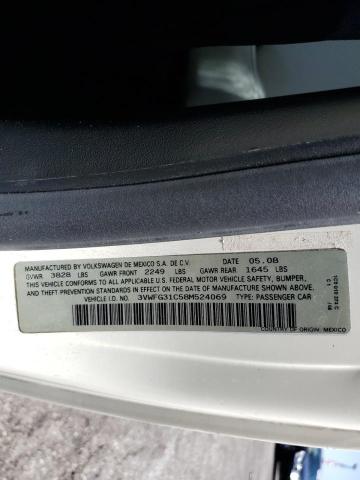 MANUFACTURED BY VOLKSWAGEN DE MEXICO S.A. DE C.V. DATE 05.08
GVWR 3828 LBS GAWR FRONT 2249 LBS GAWR REAR 1645 LBS
THIS VEHICLE CONFORMS TO ALL APPLICABLE U.S. FEDERAL MOTOR VEHICLE SAFETY, BUMPER,
AND THEFT PREVENTION STANDARDS IN EFFECT ON THE DATE OF MANUFACTURE SHOWN ABOVE.
VEHICLE I.D. NO. 3VWFG31C58M524069 TYPE: PASSENGER CAR
COUNTRY OF ORIGIN: MEXICO